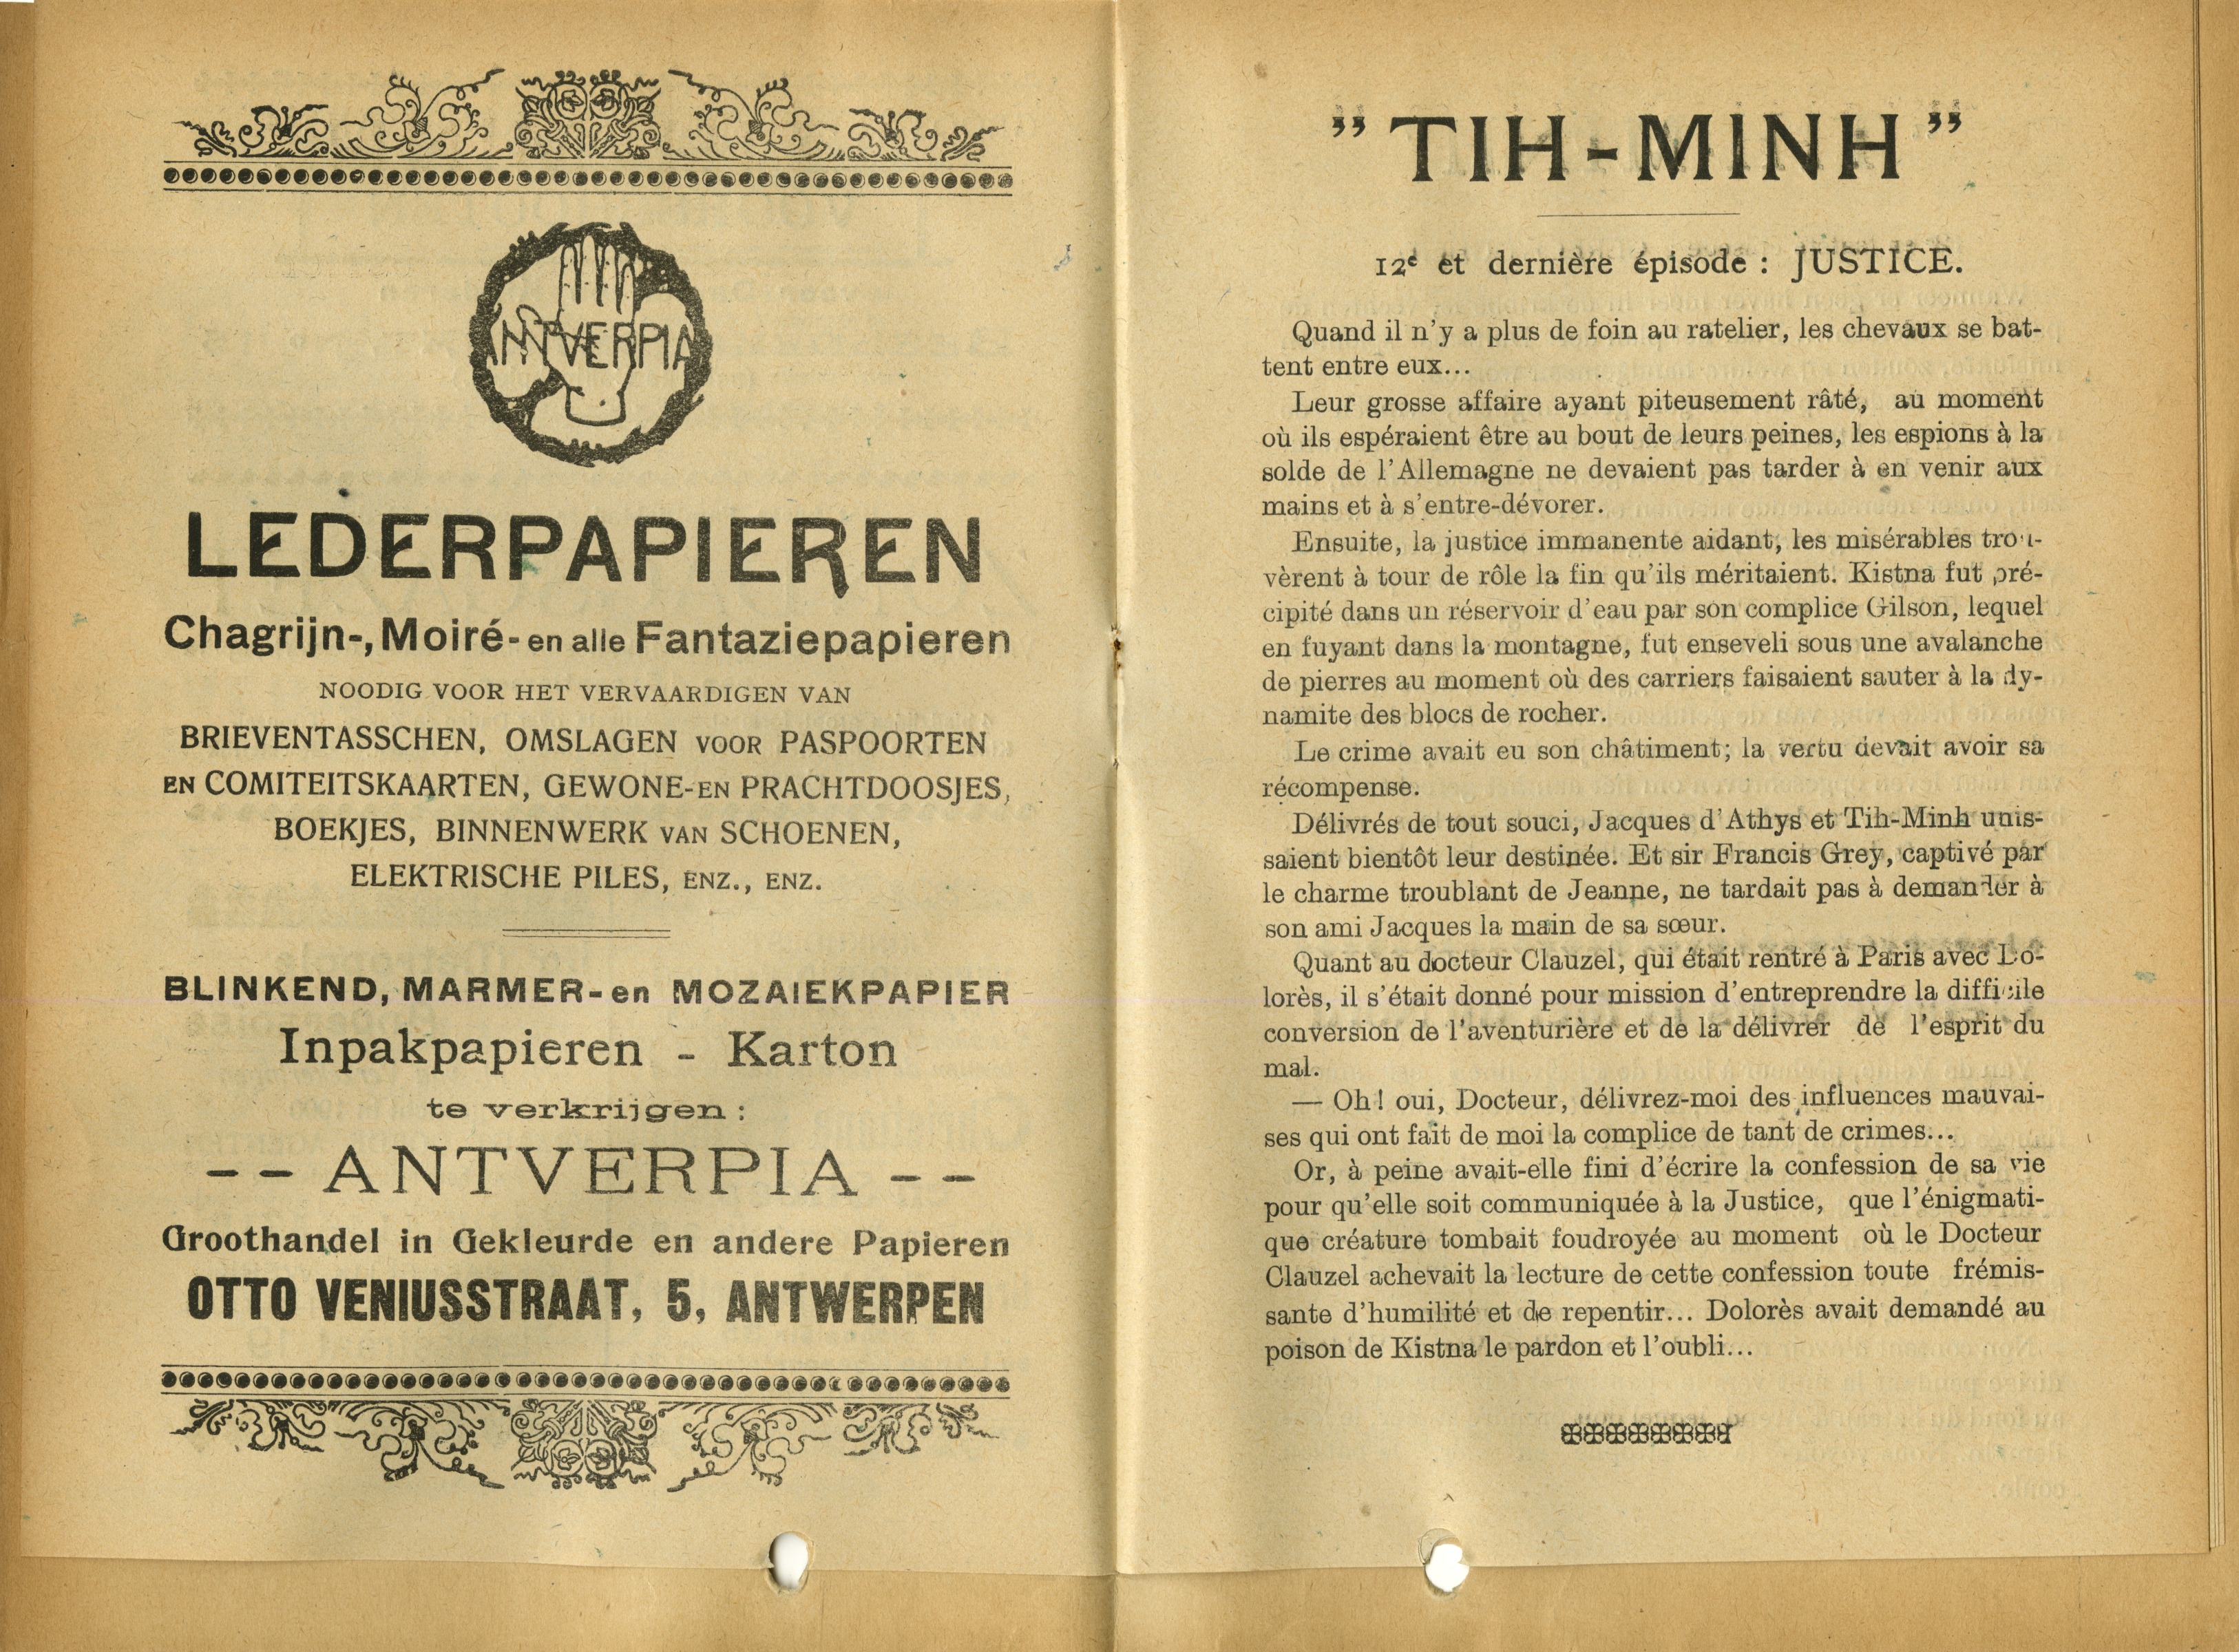 ANTVERPIA
LEDERPAPIEREN
Chagrijn-, Moiré- en alle Fantaziepapieren
NOODIG VOOR HET VERVAARDIGEN VAN
BRIEVENTASSCHEN, OMSLAGEN VOOR PASPOORTEN
EN COMITEITSKAARTEN, GEWONE- EN PRACHTDOOSJES,
BOEKJES, BINNENWERK VAN SCHOENEN,
ELEKTRISCHE PILES, ENZ., ENZ.
BLINKEND, MARMER- en MOZAIEKPAPIER
Inpakpapieren - Karton
te verkrijgen :
-- ANTVERPIA --
Groothandel in Gekleurde en andere Papieren
OTTO VENIUSSTRAAT, 5, ANTWERPEN
"TIH-MINH"
12e et dernière épisode : JUSTICE.
Quand il n'y a plus de foin au ratelier, les chevaux se bat-
tent entre eux...
Leur grosse affaire ayant piteusement râté, au moment
où ils espéraient être au bout de leurs peines, les espions à la
solde de l'Allemagne ne devaient pas tarder à en venir aux
mains et à s'entre-dévorer.
Ensuite, la justice immanente aidant, les misérables trou-
vèrent à tour de rôle la fin qu'ils méritaient. Kistna fut pré-
cipité dans un réservoir d'eau par son complice Gilson, lequel
en fuyant dans la montagne, fut enseveli sous une avalanche
de pierres au moment où des carriers faisaient sauter à la dy-
namite des blocs de rocher.
Le crime avait eu son châtiment; la vertu devait avoir sa
récompense.
Délivrés de tout souci, Jacques d'Athys et Tih-Minh unis-
saient bientôt leur destinée. Et sir Francis Grey, captivé par
le charme troublant de Jeanne, ne tardait pas à demander à
son ami Jacques la main de sa sœur.
Quant au docteur Clauzel, qui était rentré à Paris avec Do-
lorès, il s'était donné pour mission d'entreprendre la difficile
conversion de l'aventurière et de la délivrer de l'esprit du
mal.
— Oh! oui, Docteur, délivrez-moi des influences mauvai-
ses qui ont fait de moi la complice de tant de crimes...
Or, à peine avait-elle fini d'écrire la confession de sa vie
pour qu'elle soit communiquée à la Justice, que l'énigmati-
que créature tombait foudroyée au moment où le Docteur
Clauzel achevait la lecture de cette confession toute frémis-
sante d'humilité et de repentir... Dolorès avait demandé au
poison de Kistna le pardon et l'oubli...